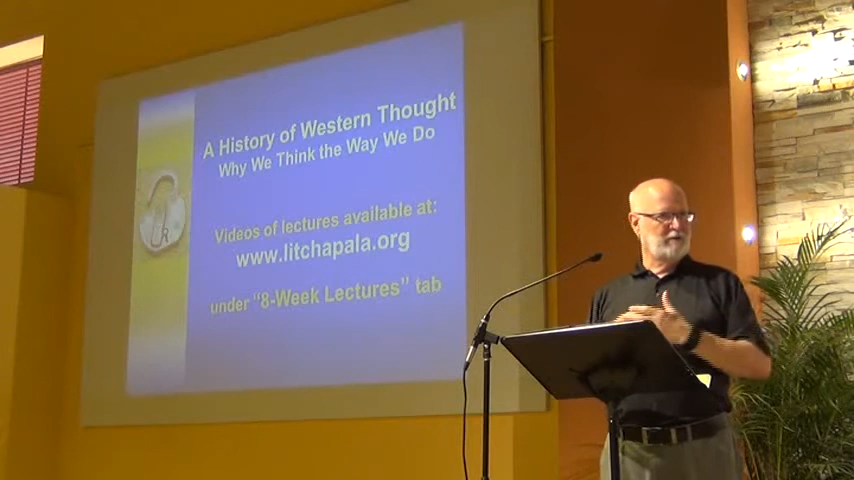 A History of Western Thought
Why We Think the Way We Do
Videos of lectures available at:
www.litchapala.org
under "8-Week Lectures" tab